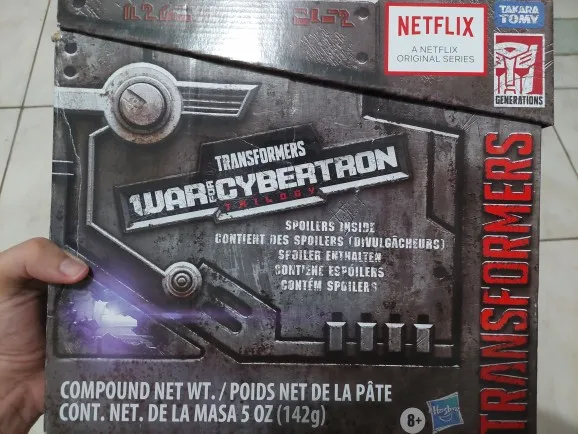 NETFLIX
A NETFLIX
ORIGINAL SERIES
TAKARA
TOMY
GENERATIONS
TRANSFORMERS
WAR FOR CYBERTRON
TRILOGY
SPOILERS INSIDE
CONTIENT DES SPOILERS (DIVULGÂCHEURS)
SPOILER ENTHALTEN
CONTIENE ESPOILERS
CONTÉM SPOILERS
TRANSFORMERS
COMPOUND NET WT. / POIDS NET DE LA PÂTE
CONT. NET. DE LA MASA 5 OZ (142g)
8+
Hasbro